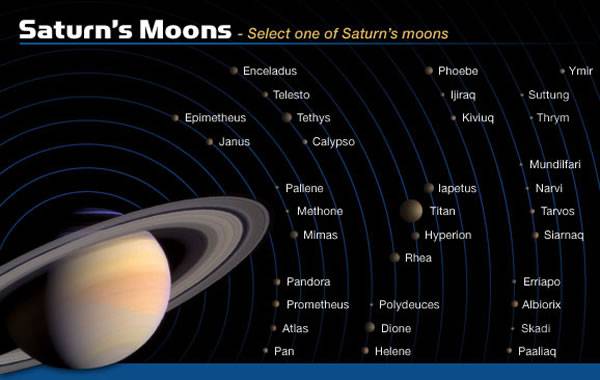 Saturn's Moons - Select one of Saturn's moons
Enceladus
Phoebe
Ymir
Telesto
Ijiraq
Suttung
Epimetheus
Tethys
Kiviuq
Thrym
Janus
Calypso
Mundilfari
Pallene
Iapetus
Narvi
Methone
Titan
Tarvos
Mimas
Hyperion
Siarnaq
Rhea
Pandora
Erriapo
Prometheus
Polydeuces
Albiorix
Atlas
Dione
Skadi
Pan
Helene
Paaliaq